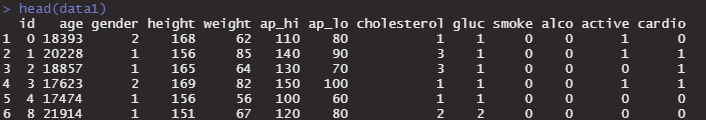 > head(data1)
  id   age gender height weight ap_hi ap_lo cholesterol gluc smoke alco active cardio
1  0 18393      2    168     62   110    80           1    1     0    0      1      0
2  1 20228      1    156     85   140    90           3    1     0    0      1      1
3  2 18857      1    165     64   130    70           3    1     0    0      0      1
4  3 17623      2    169     82   150   100           1    1     0    0      1      1
5  4 17474      1    156     56   100    60           1    1     0    0      0      0
6  8 21914      1    151     67   120    80           2    2     0    0      0      0